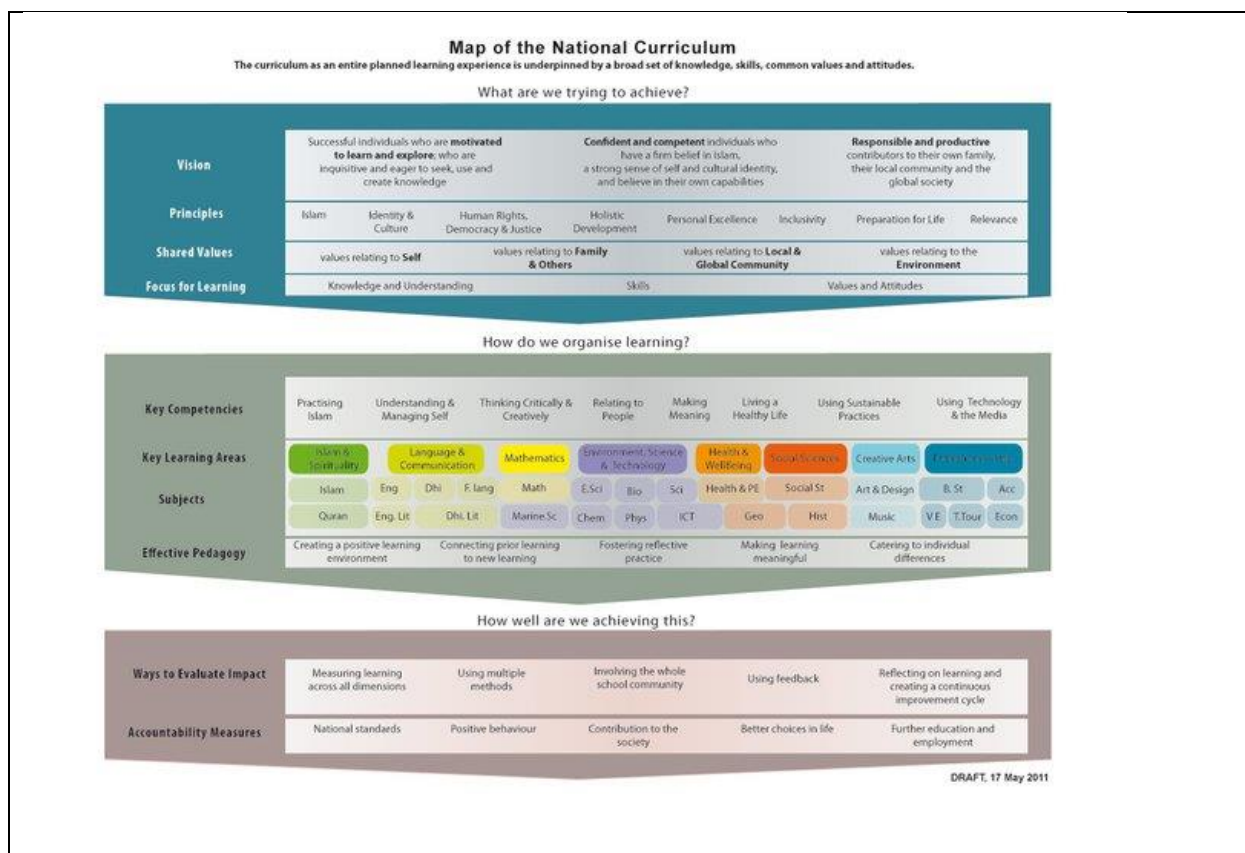 Map of the National Curriculum
The curriculum as an entire planned learning experience is underpinned by a broad set of knowledge, skills, common values and attitudes.
What are we trying to achieve?
Vision
Successful individuals who are motivated
to learn and explore; who are
inquisitive and eager to seek, use and
create knowledge
Confident and competent individuals who
have a firm belief in Islam,
a strong sense of self and cultural identity,
and believe in their own capabilities
Responsible and productive
contributors to their own family,
their local community and the
global society
Principles
Islam
Identity &
Culture
Human Rights,
Democracy & Justice
Holistic
Development
Personal Excellence
Inclusivity
Preparation for Life
Relevance
Shared Values
values relating to Self
values relating to Family
& Others
values relating to Local &
Global Community
values relating to the
Environment
Focus for Learning
Knowledge and Understanding
Skills
Values and Attitudes
How do we organise learning?
Key Competencies
Practising
Islam
Understanding &
Managing Self
Thinking Critically &
Creatively
Relating to
People
Making
Meaning
Living a
Healthy Life
Using Sustainable
Practices
Using Technology
& the Media
Key Learning Areas
Islam &
Spirituality
Language &
Communication
Mathematics
Environment, Science
& Technology
Health &
Wellbeing
Social Sciences
Creative Arts
Subjects
Islam
Eng
Dhi
F. lang
Math
E.Sci
Bio
Sci
Health & PE
Social St
Art & Design
B. St
Acc
Quran
Eng. Lit
Dhi. Lit
Marine.Sc
Chem
Phys
ICT
Geo
Hist
Music
V E
T.Tour
Econ
Effective Pedagogy
Creating a positive learning
environment
Connecting prior learning
to new learning
Fostering reflective
practice
Making learning
meaningful
Catering to individual
differences
How well are we achieving this?
Ways to Evaluate Impact
Measuring learning
across all dimensions
Using multiple
methods
Involving the whole
school community
Using feedback
Reflecting on learning and
creating a continuous
improvement cycle
Accountability Measures
National standards
Positive behaviour
Contribution to the
society
Better choices in life
Further education and
employment
DRAFT, 17 May 2011